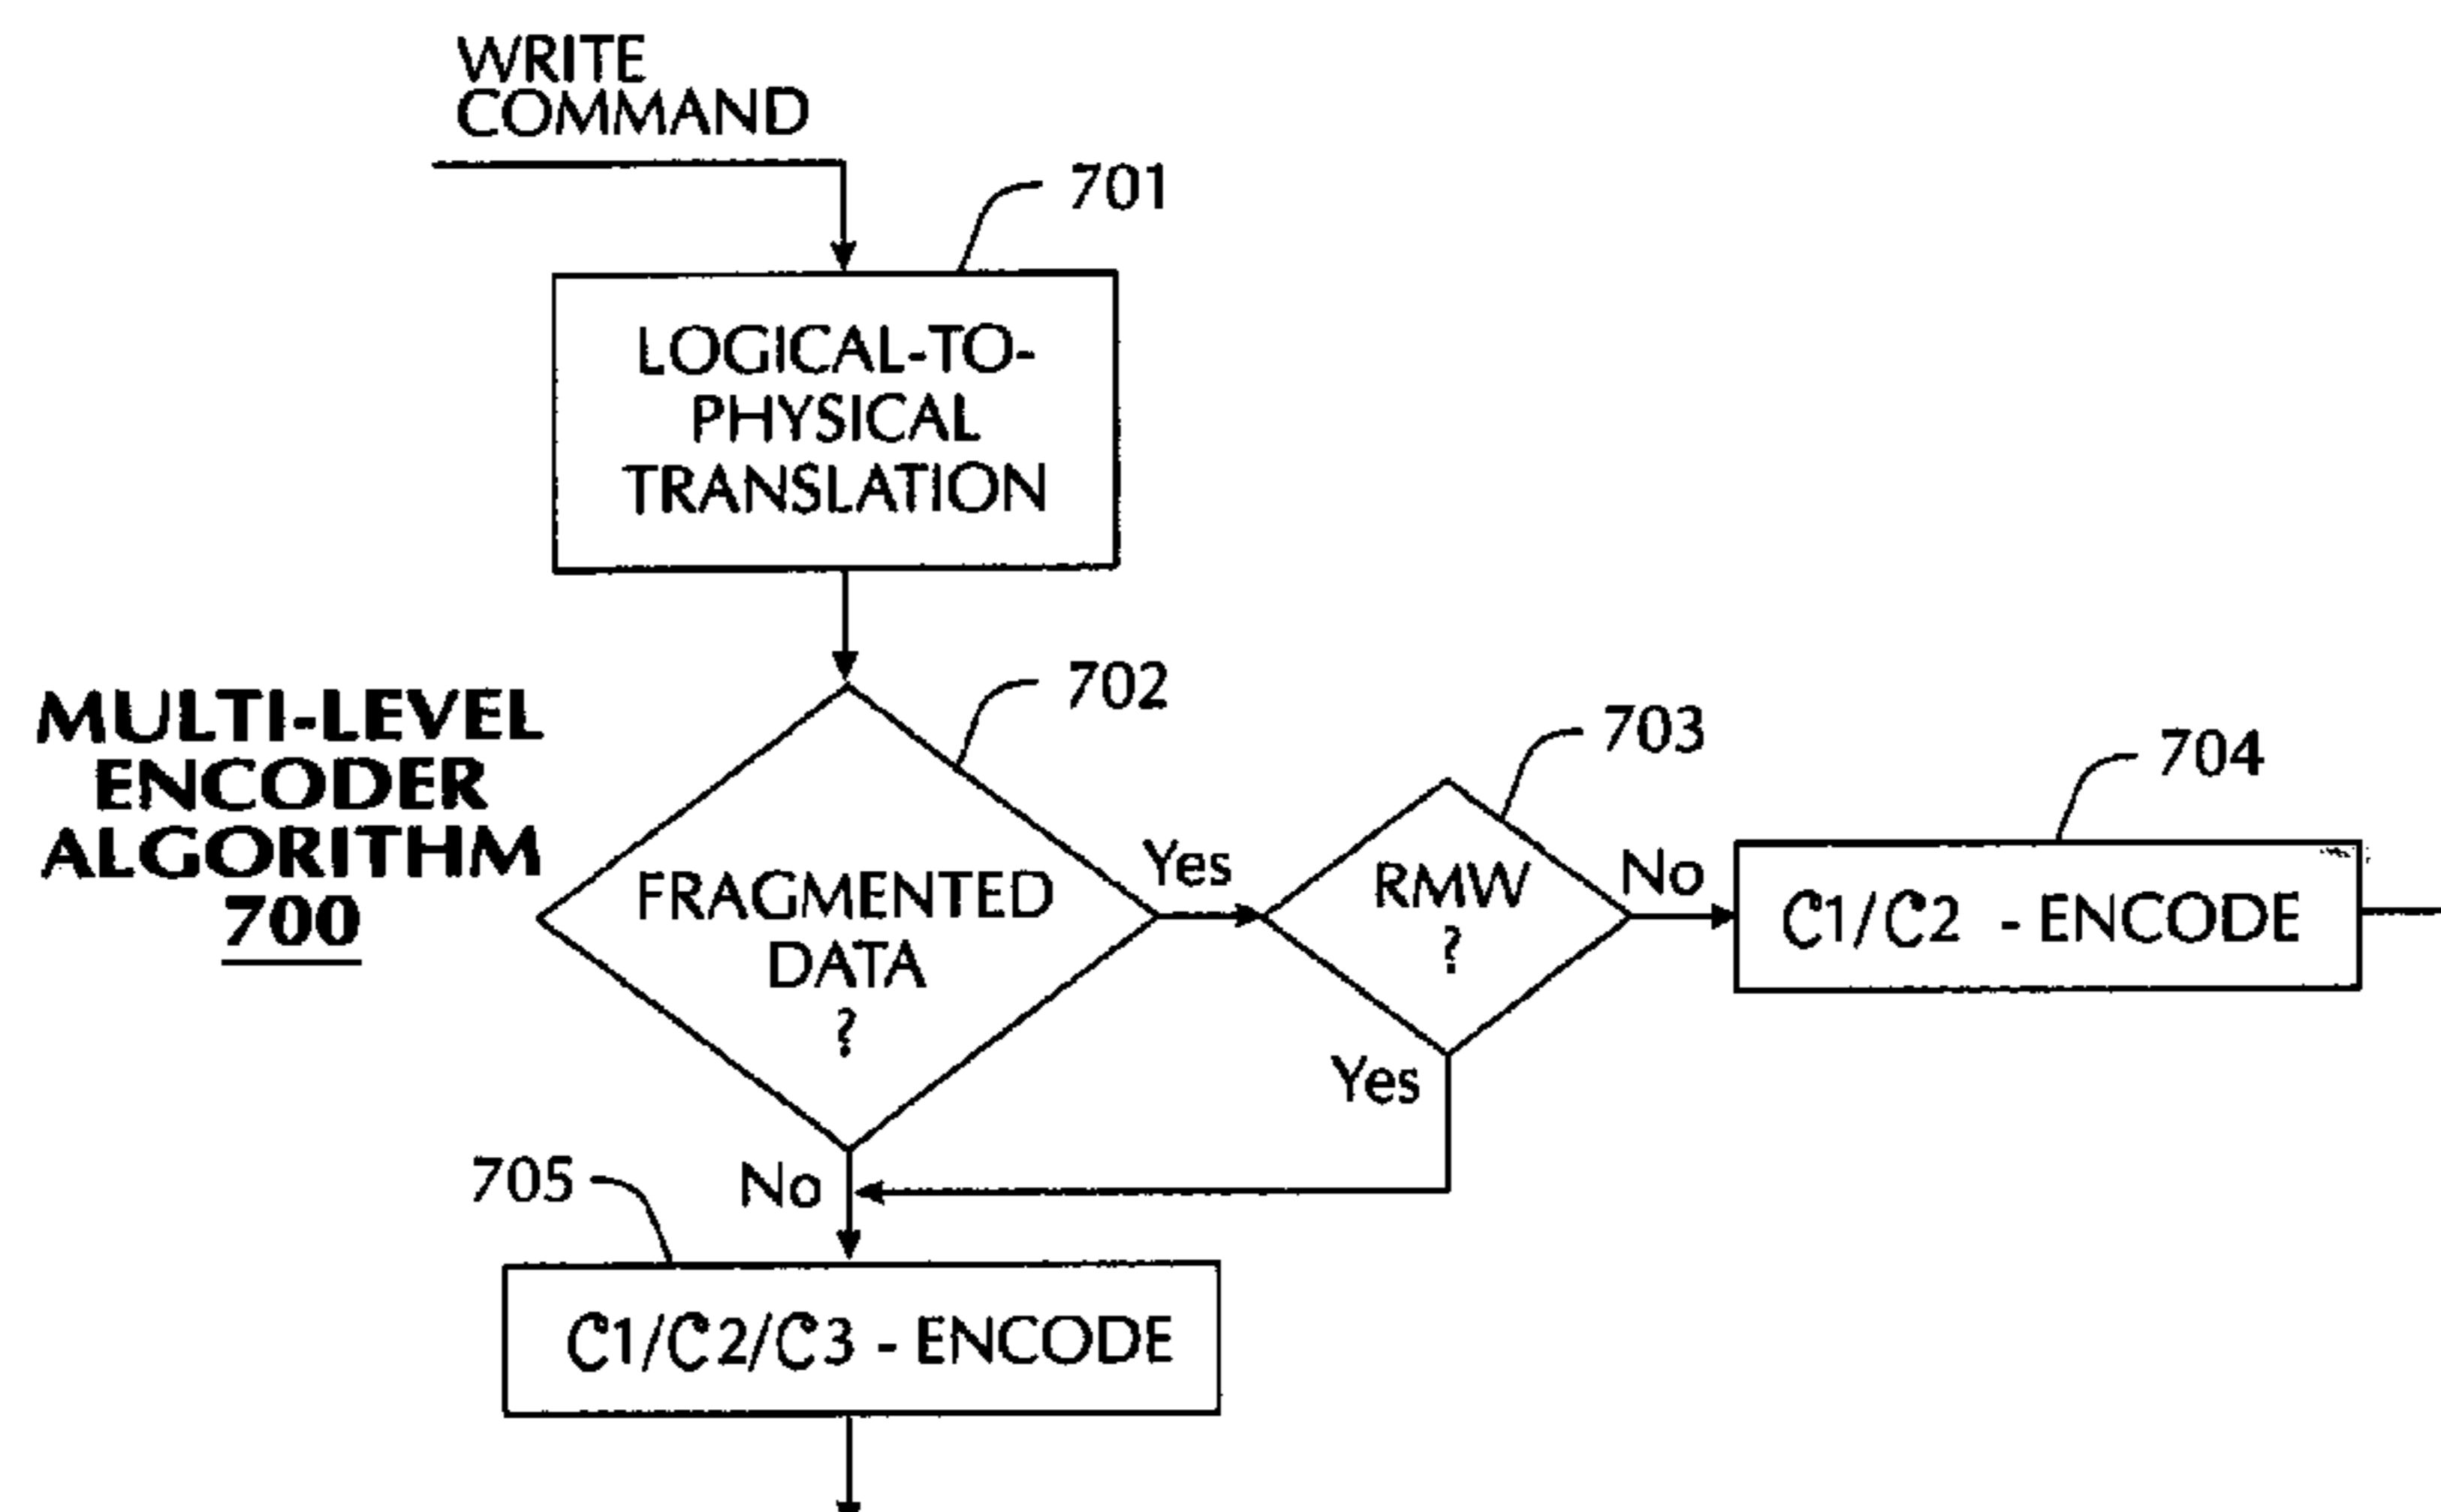 WRITE
COMMAND
701
LOGICAL-TO-
PHYSICAL
TRANSLATION
702
703
704
MULTI-LEVEL
ENCODER
ALGORITHM
700
FRAGMENTED
DATA
?
Yes
RMW
?
No
C1/C2 - ENCODE
Yes
705
No
C1/C2/C3 - ENCODE